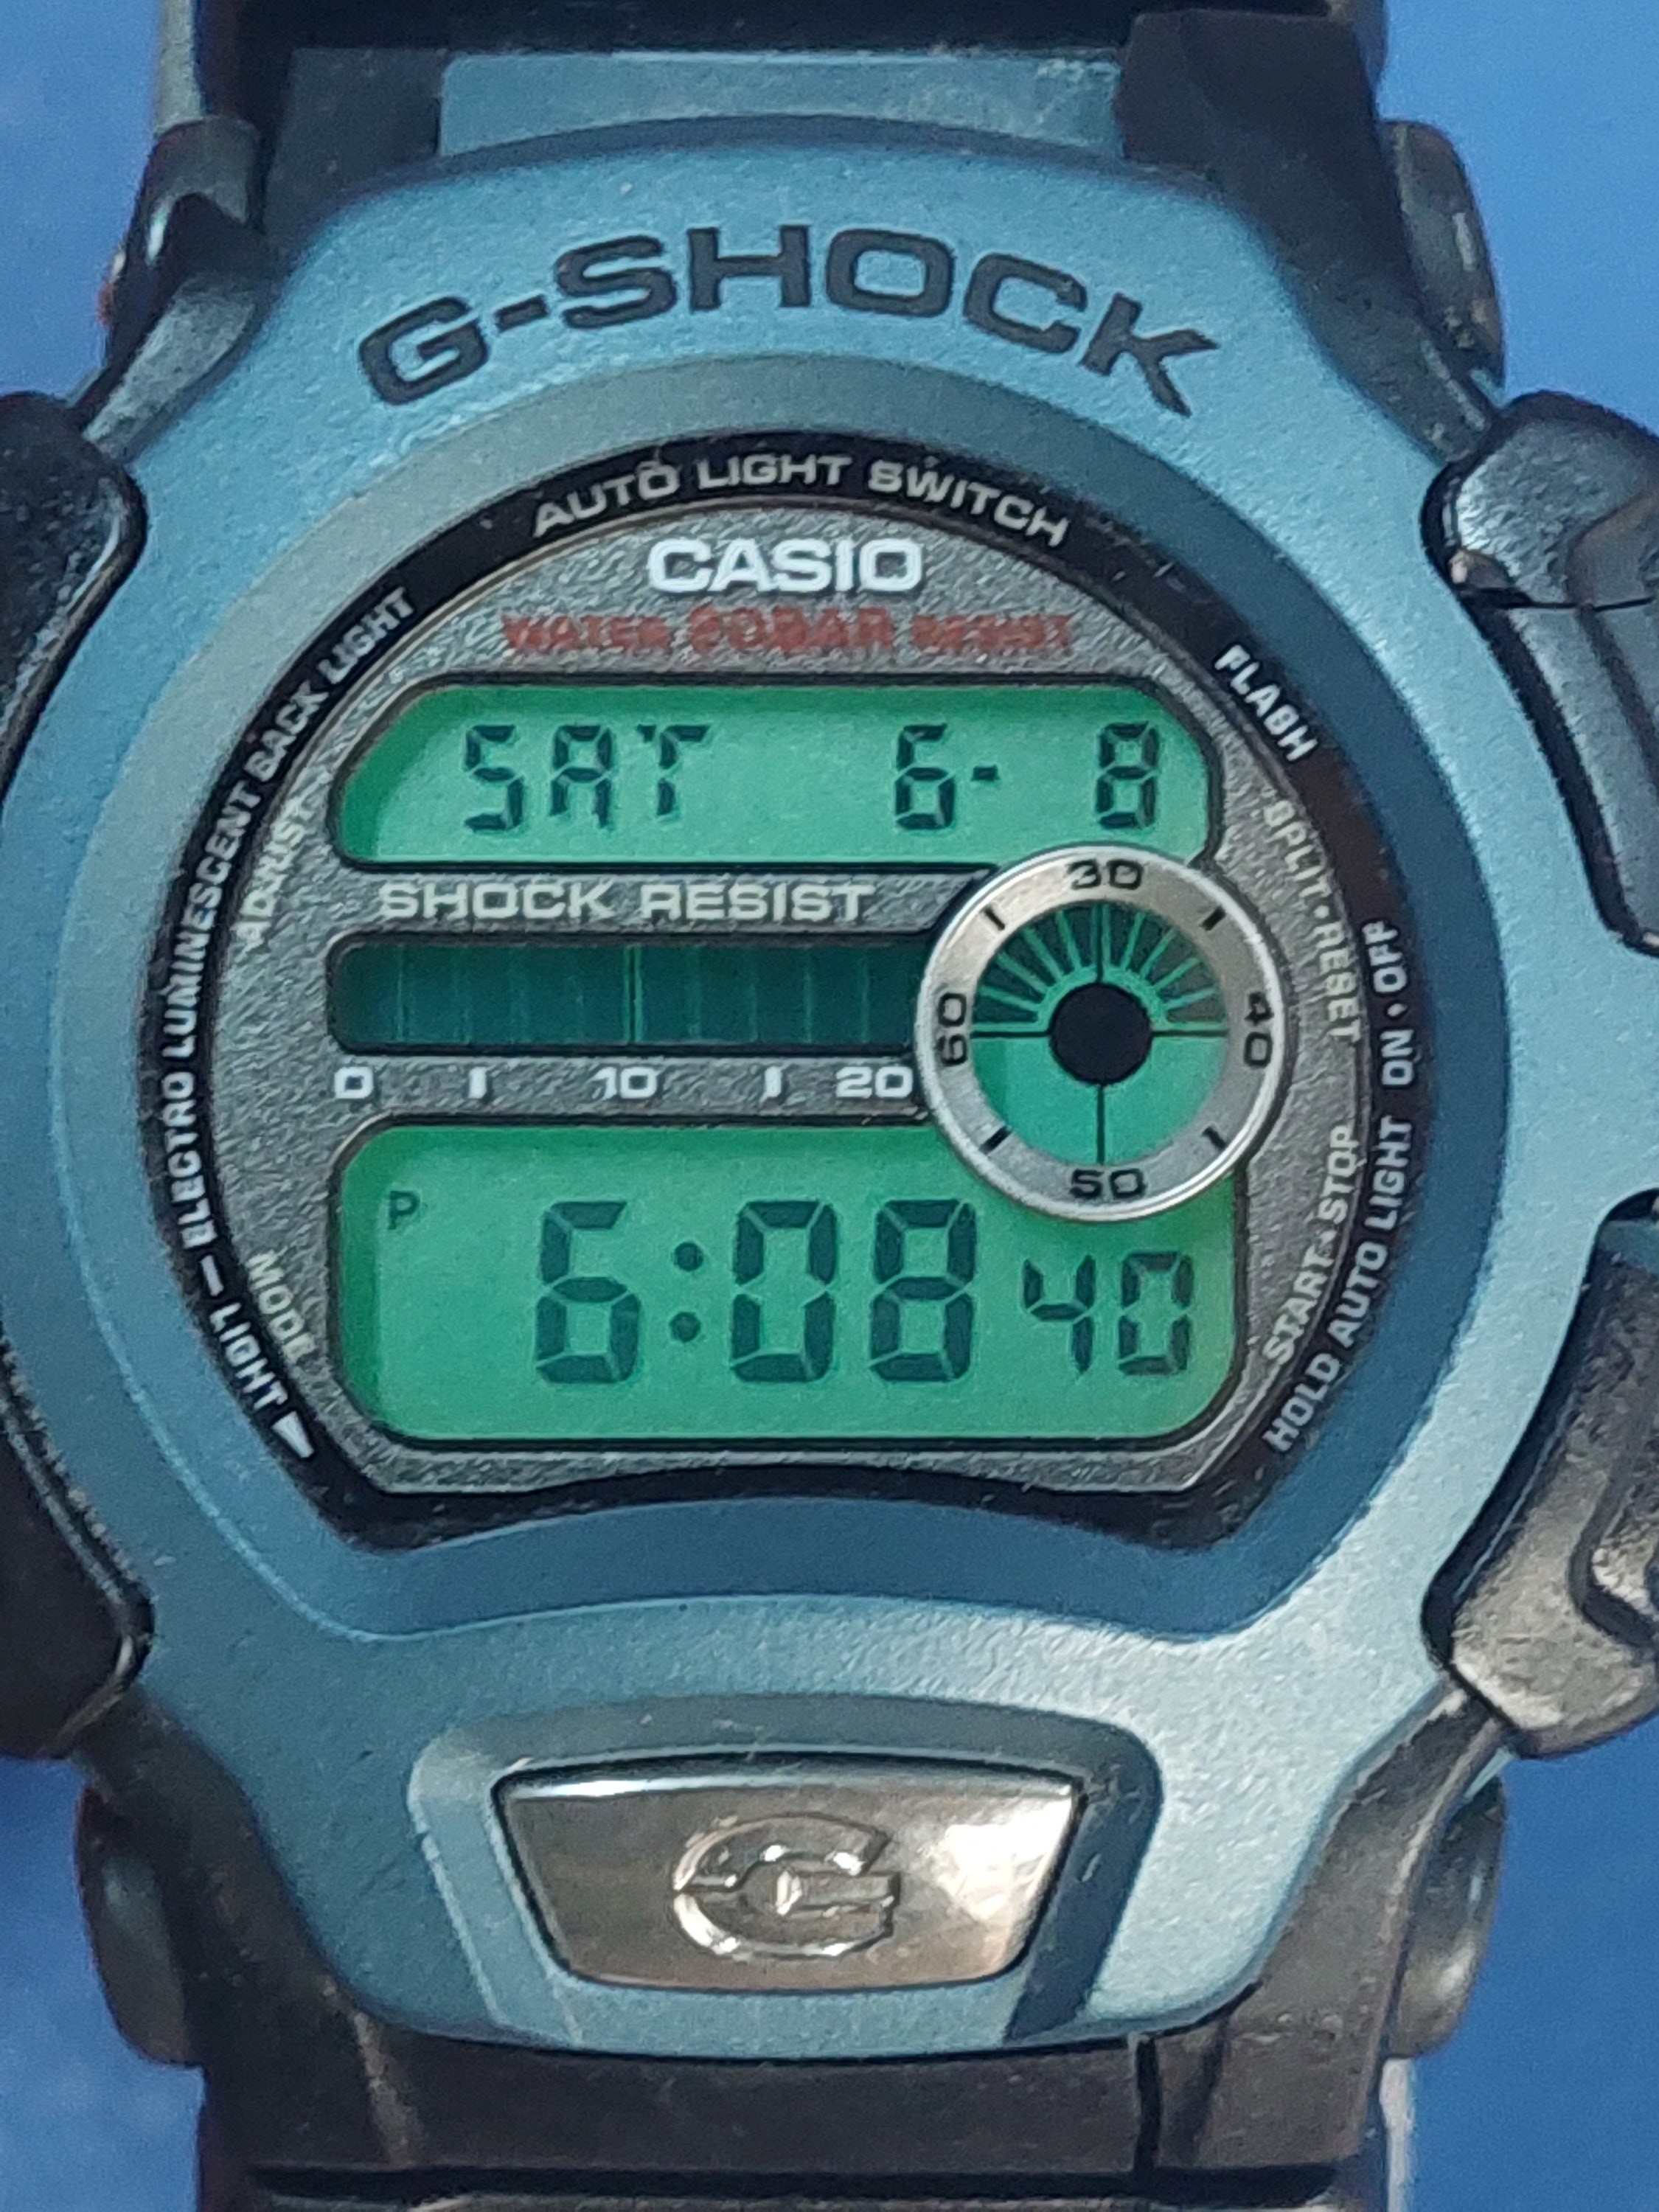 G-SHOCK
AUTO LIGHT SWITCH
CASIO
WATER 20BAR RESIST
ELECTRO LUMINESCENT BACK LIGHT
FLASH
SAT 6- 8
ADJUST
SPLIT·RESET
SHOCK RESIST
30
60 40
50
0 10 20
ON·OFF
P 6:08 40
MODE
START·STOP
LIGHT
HOLD AUTO LIGHT
G